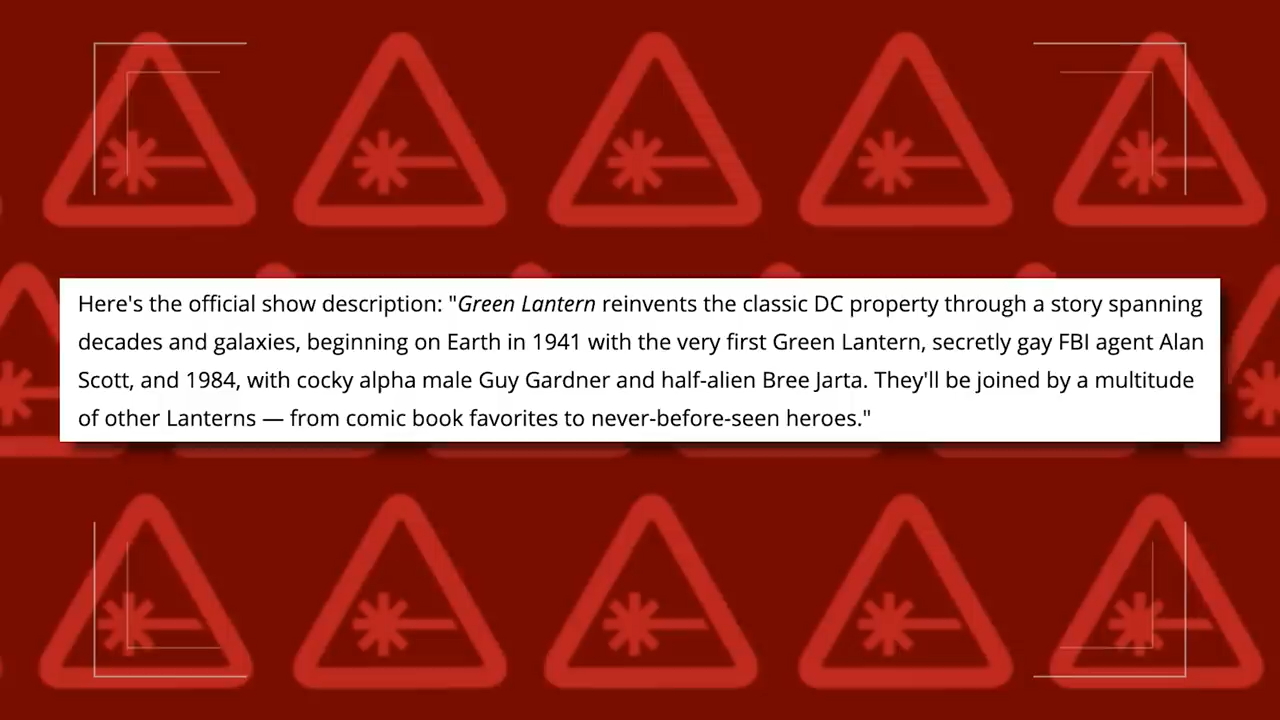 Here's the official show description: "Green Lantern reinvents the classic DC property through a story spanning
decades and galaxies, beginning on Earth in 1941 with the very first Green Lantern, secretly gay FBI agent Alan
Scott, and 1984, with cocky alpha male Guy Gardner and half-alien Bree Jarta. They'll be joined by a multitude
of other Lanterns — from comic book favorites to never-before-seen heroes."